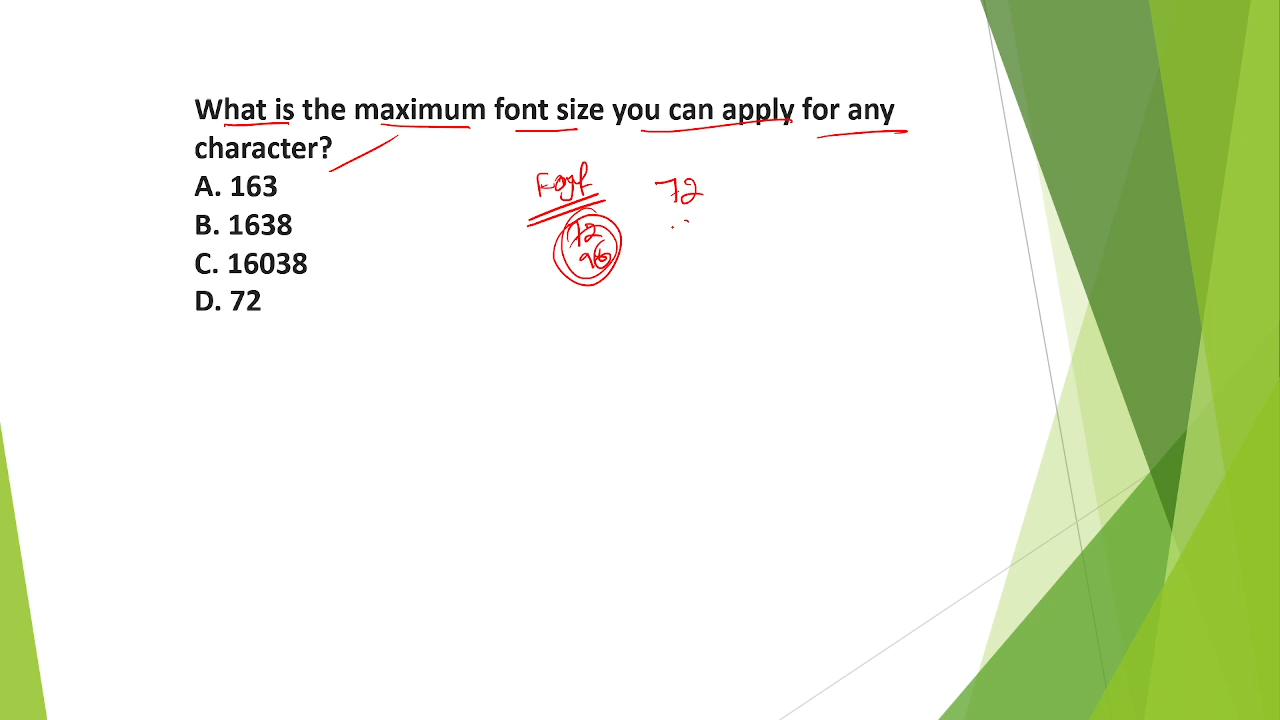 What is the maximum font size you can apply for any
character?
A. 163
B. 1638
C. 16038
D. 72
72
72
96